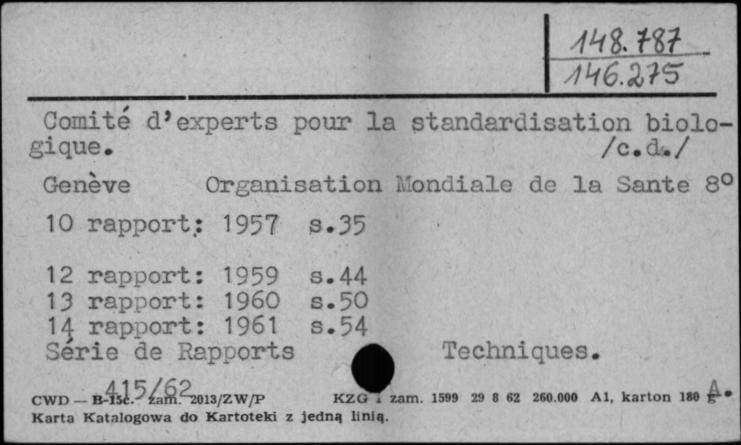 148.787
146.275
Comité d'experts pour la standardisation biolo-
gique. /c.d./
Genève Organisation Mondiale de la Sante 8°
10 rapport: 1957 s.35
12 rapport: 1959 s.44
13 rapport: 1960 s.50
14 rapport: 1961 s.54
Série de Rapports Techniques.
415/62 A.
CWD — B-15c. zam. 2013/ZW/P KZG 1 zam. 1599 29 8 62 260.000 A1, karton 180 g
Karta Katalogowa do Kartoteki z jedną linią.